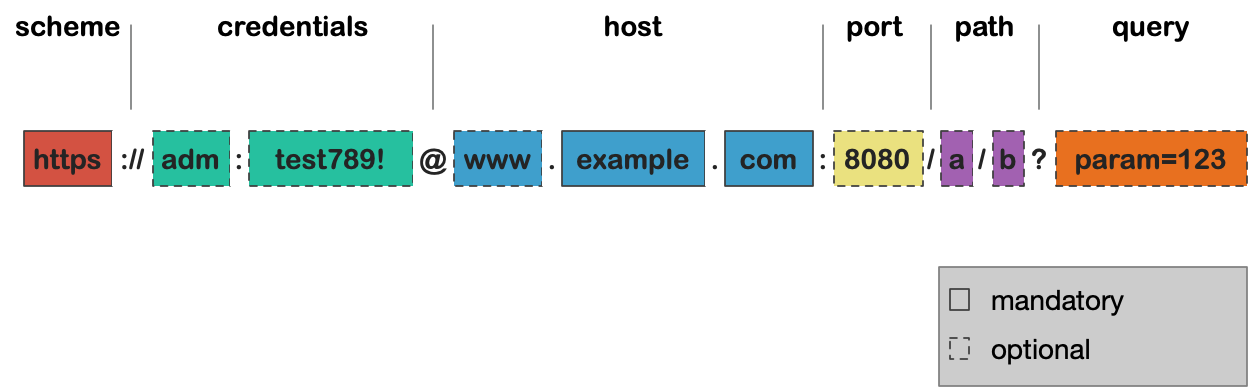 scheme credentials host port path query
https :// adm : test789! @ www . example . com : 8080 / a / b ? param=123
mandatory
optional